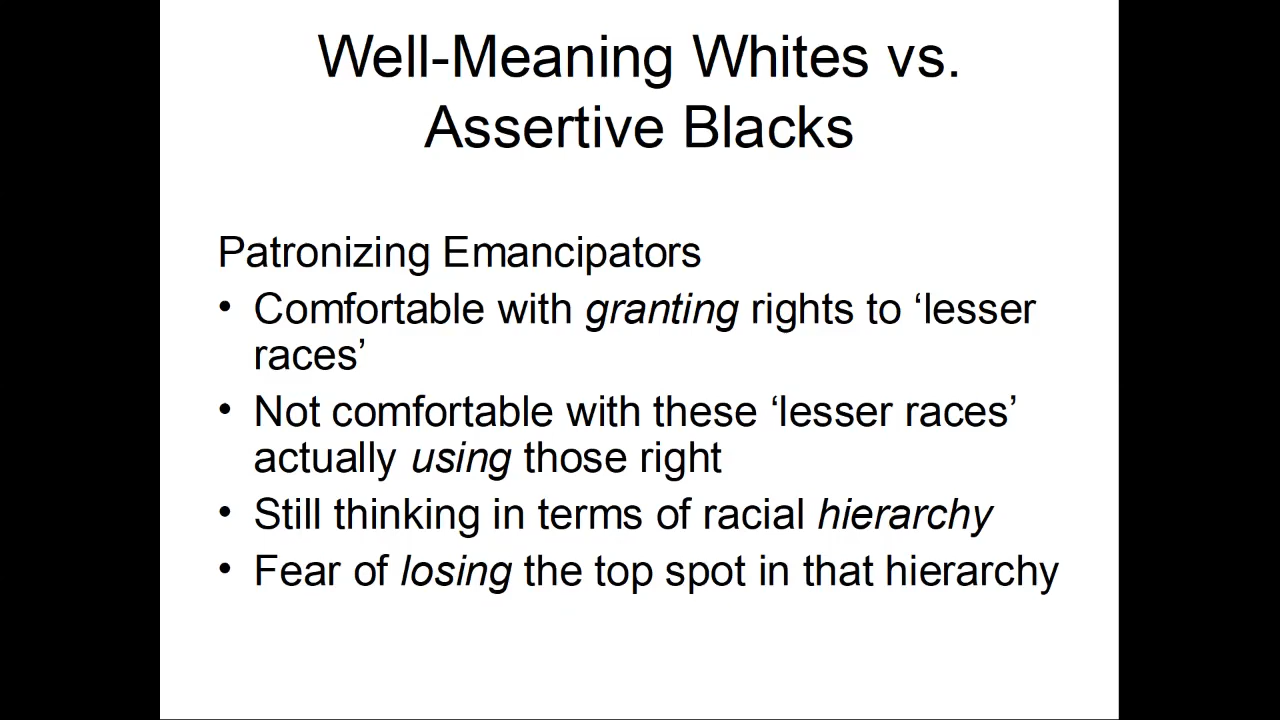 Well-Meaning Whites vs.
Assertive Blacks
Patronizing Emancipators
• Comfortable with granting rights to ‘lesser
races’
• Not comfortable with these ‘lesser races’
actually using those right
• Still thinking in terms of racial hierarchy
• Fear of losing the top spot in that hierarchy